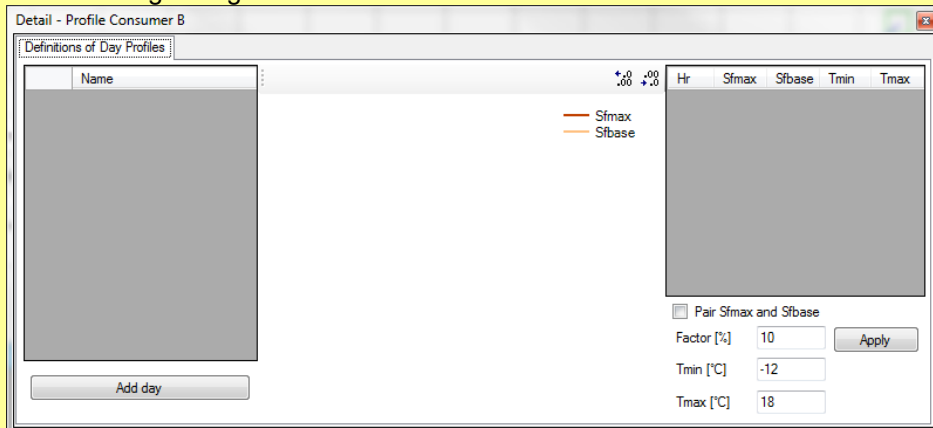 Detail - Profile Consumer B
Definitions of Day Profiles
Name
Hr Sfmax Sfbase Tmin Tmax
Sfmax
Sfbase
Pair Sfmax and Sfbase
Factor [%] 10 Apply
Tmin [°C] -12
Tmax [°C] 18
Add day